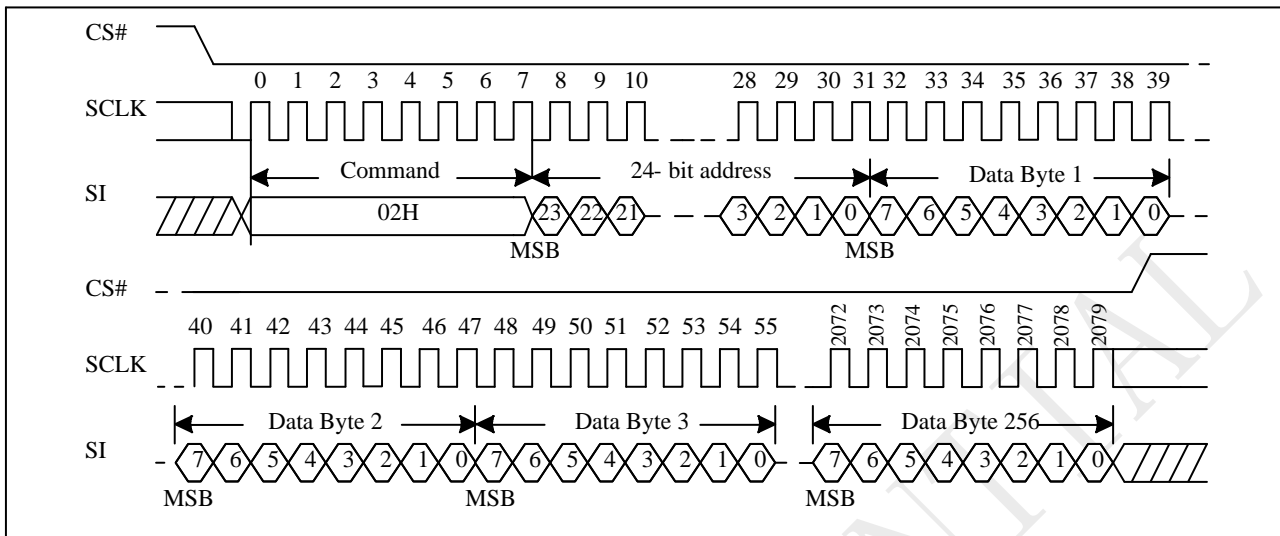 CS#
0 1 2 3 4 5 6 7 8 9 10 28 29 30 31 32 33 34 35 36 37 38 39
SCLK
Command 24- bit address Data Byte 1
SI
02H 23 22 21 3 2 1 0 7 6 5 4 3 2 1 0
MSB MSB
CS#
40 41 42 43 44 45 46 47 48 49 50 51 52 53 54 55 2072 2073 2074 2075 2076 2077 2078 2079
SCLK
Data Byte 2 Data Byte 3 Data Byte 256
SI
7 6 5 4 3 2 1 0 7 6 5 4 3 2 1 0 7 6 5 4 3 2 1 0
MSB MSB MSB